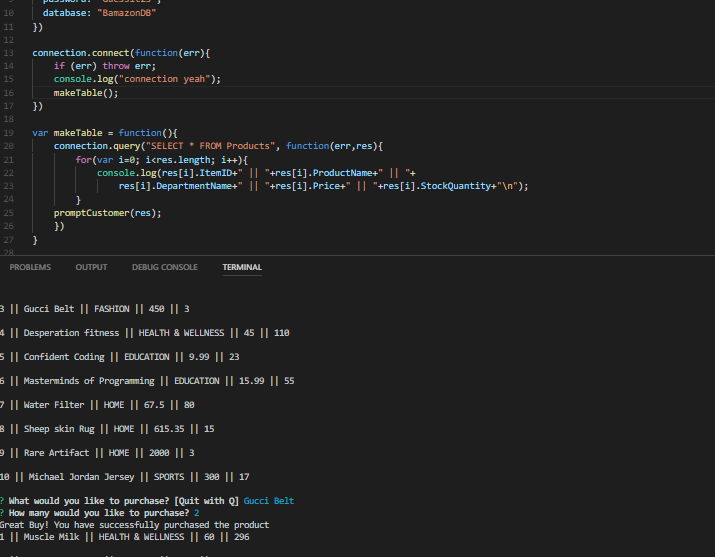 10 database: "BamazonDB"
11 })
12
13 connection.connect(function(err){
14 if (err) throw err;
15 console.log("connection yeah");
16 makeTable();
17 })
18
19 var makeTable = function(){
20 connection.query("SELECT * FROM Products", function(err,res){
21 for(var i=0; i<res.length; i++){
22 console.log(res[i].ItemID+" || "+res[i].ProductName+" || "+
23 res[i].DepartmentName+" || "+res[i].Price+" || "+res[i].StockQuantity+"\n");
24 }
25 promptCustomer(res);
26 })
27 }
28
PROBLEMS OUTPUT DEBUG CONSOLE TERMINAL
3 || Gucci Belt || FASHION || 450 || 3
4 || Desperation fitness || HEALTH & WELLNESS || 45 || 110
5 || Confident Coding || EDUCATION || 9.99 || 23
6 || Masterminds of Programming || EDUCATION || 15.99 || 55
7 || Water Filter || HOME || 67.5 || 80
8 || Sheep skin Rug || HOME || 615.35 || 15
9 || Rare Artifact || HOME || 2000 || 3
10 || Michael Jordan Jersey || SPORTS || 300 || 17
? What would you like to purchase? [Quit with Q] Gucci Belt
? How many would you like to purchase? 2
Great Buy! You have successfully purchased the product
1 || Muscle Milk || HEALTH & WELLNESS || 60 || 296